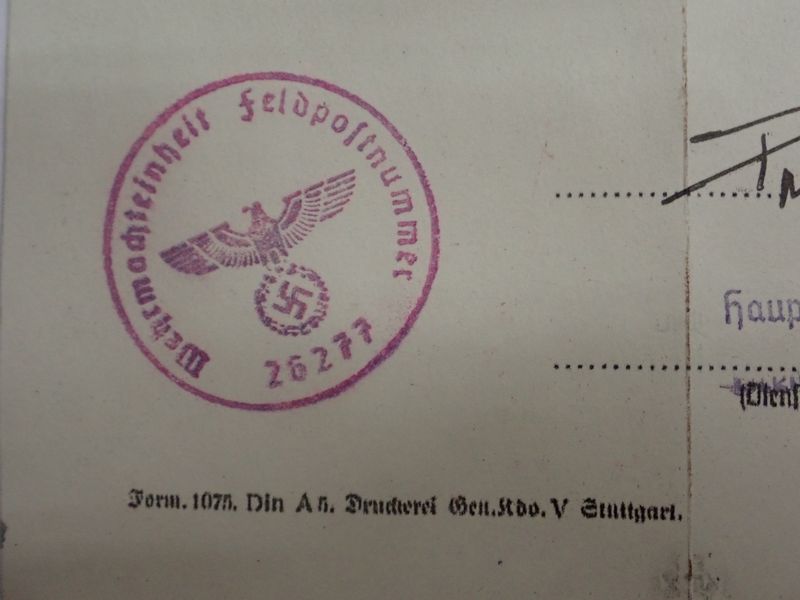 Wehrmachteinheit Feldpostnummer
26277
Form. 1075. Din A 5. Druckerei Gen.Kdo. V Stuttgart.